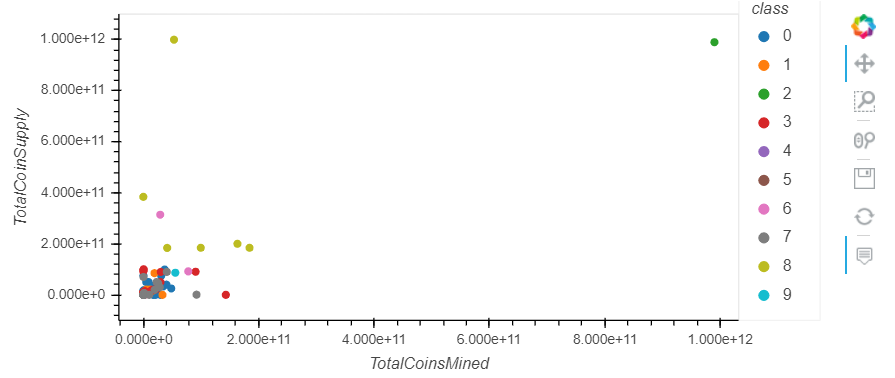 class
0
1
2
3
4
5
6
7
8
9
TotalCoinSupply
1.000e+12
8.000e+11
6.000e+11
4.000e+11
2.000e+11
0.000e+0
0.000e+0 2.000e+11 4.000e+11 6.000e+11 8.000e+11 1.000e+12
TotalCoinsMined